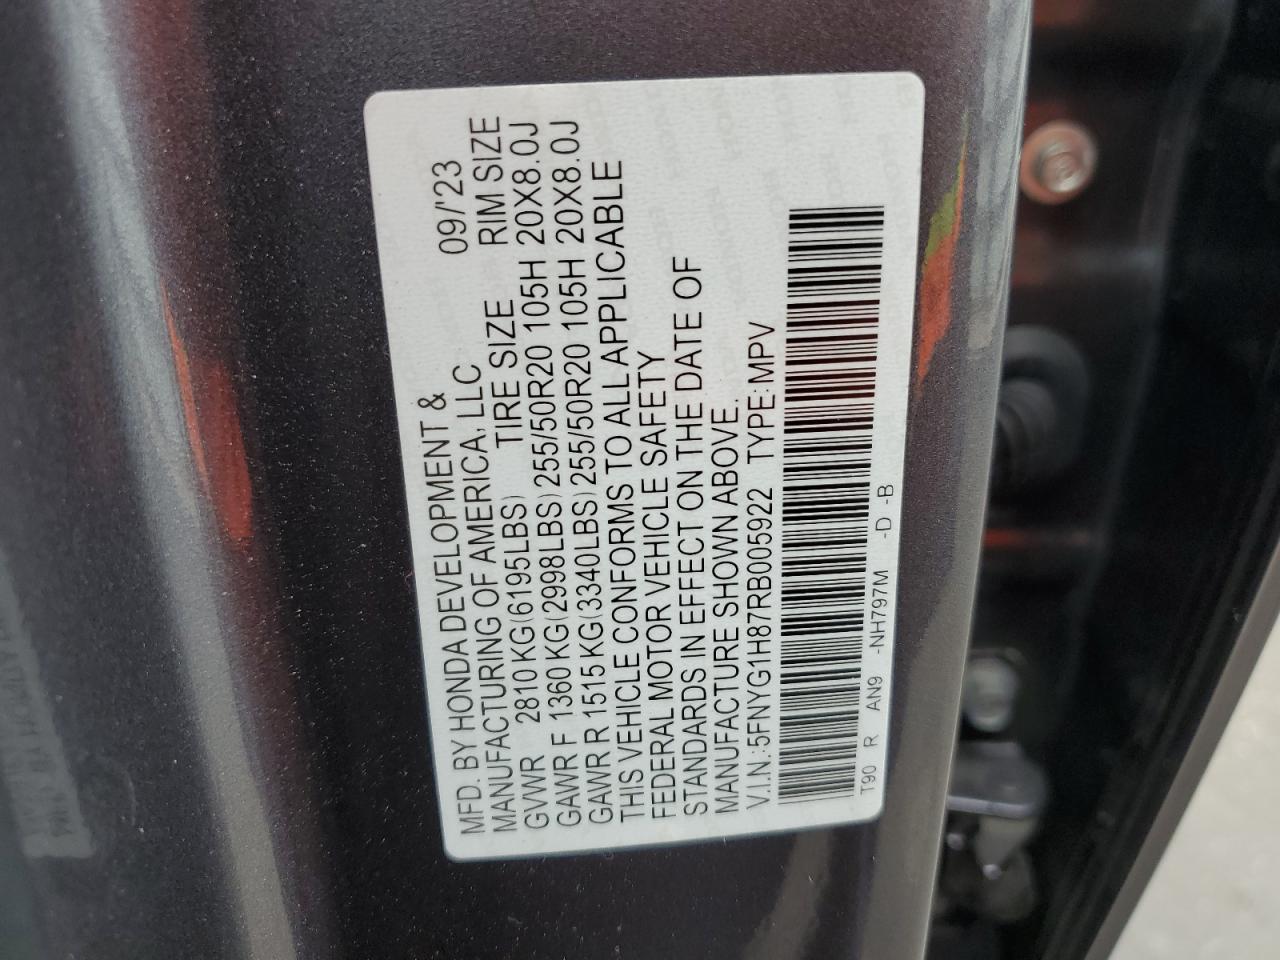 MFD. BY HONDA DEVELOPMENT &
MANUFACTURING OF AMERICA, LLC 09/'23
GVWR 2810 KG(6195LBS) TIRE SIZE RIM SIZE
GAWR F 1360 KG(2998LBS) 255/50R20 105H 20X8.0J
GAWR R 1515 KG(3340LBS) 255/50R20 105H 20X8.0J
THIS VEHICLE CONFORMS TO ALL APPLICABLE
FEDERAL MOTOR VEHICLE SAFETY
STANDARDS IN EFFECT ON THE DATE OF
MANUFACTURE SHOWN ABOVE.
V.I.N.:5FNYG1H87RB005922 TYPE:MPV
T90 R AN9 -NH797M -D -B